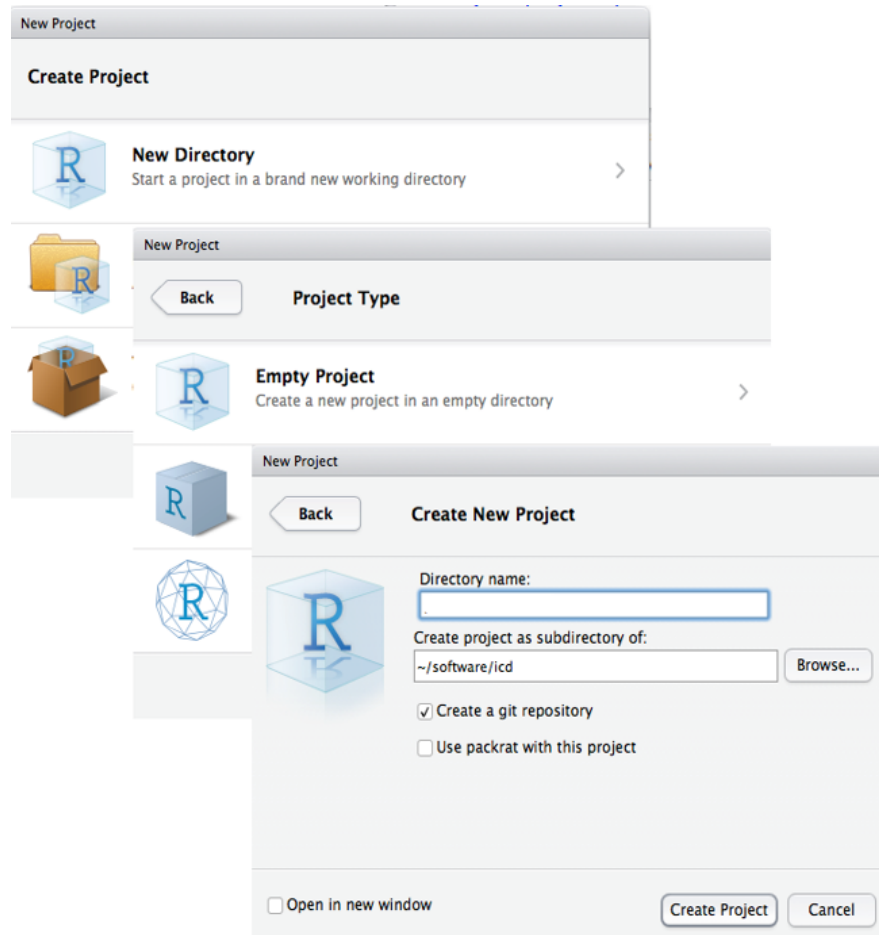 New Project
Create Project
R
New Directory
Start a project in a brand new working directory
R
R
New Project
Back
Project Type
R
Empty Project
Create a new project in an empty directory
R
R
New Project
Back
Create New Project
R
Directory name:
.
Create project as subdirectory of:
~/software/icd
Browse...
Create a git repository
Use packrat with this project
Open in new window
Create Project
Cancel